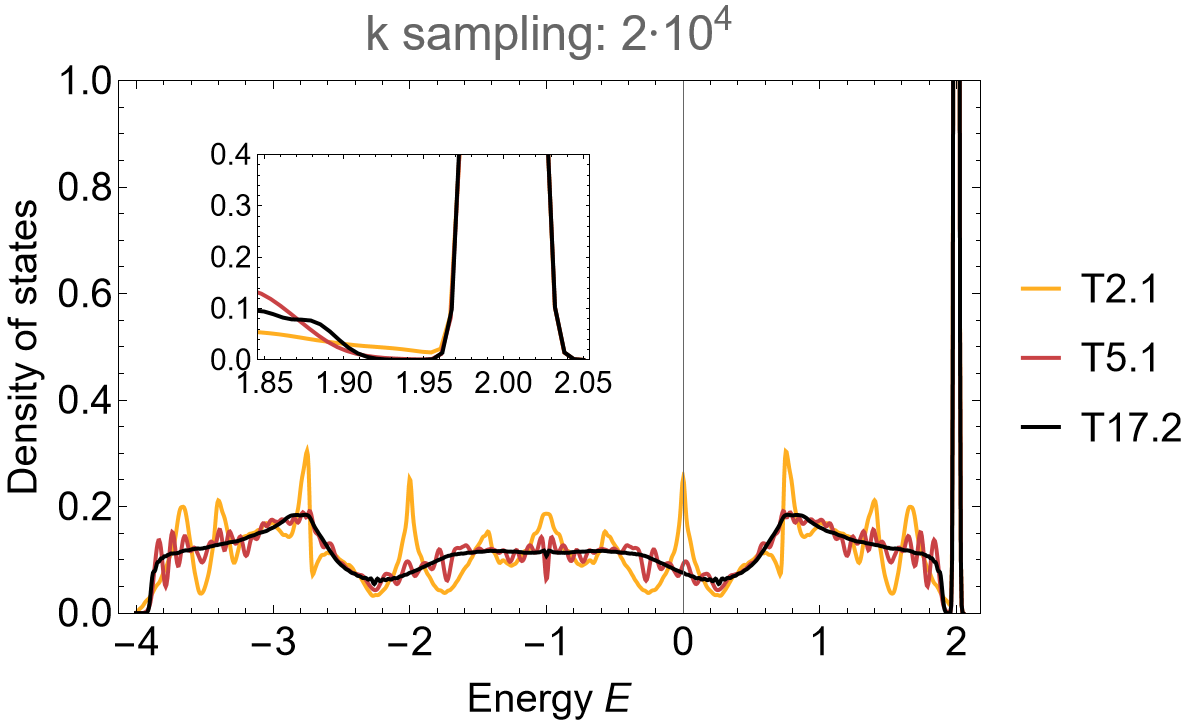 k sampling: 2·10⁴
1.0
0.8
0.6
0.4
0.2
0.0
Density of states
0.4
0.3
0.2
0.1
0.0
1.85 1.90 1.95 2.00 2.05
T2.1
T5.1
T17.2
−4 −3 −2 −1 0 1 2
Energy E